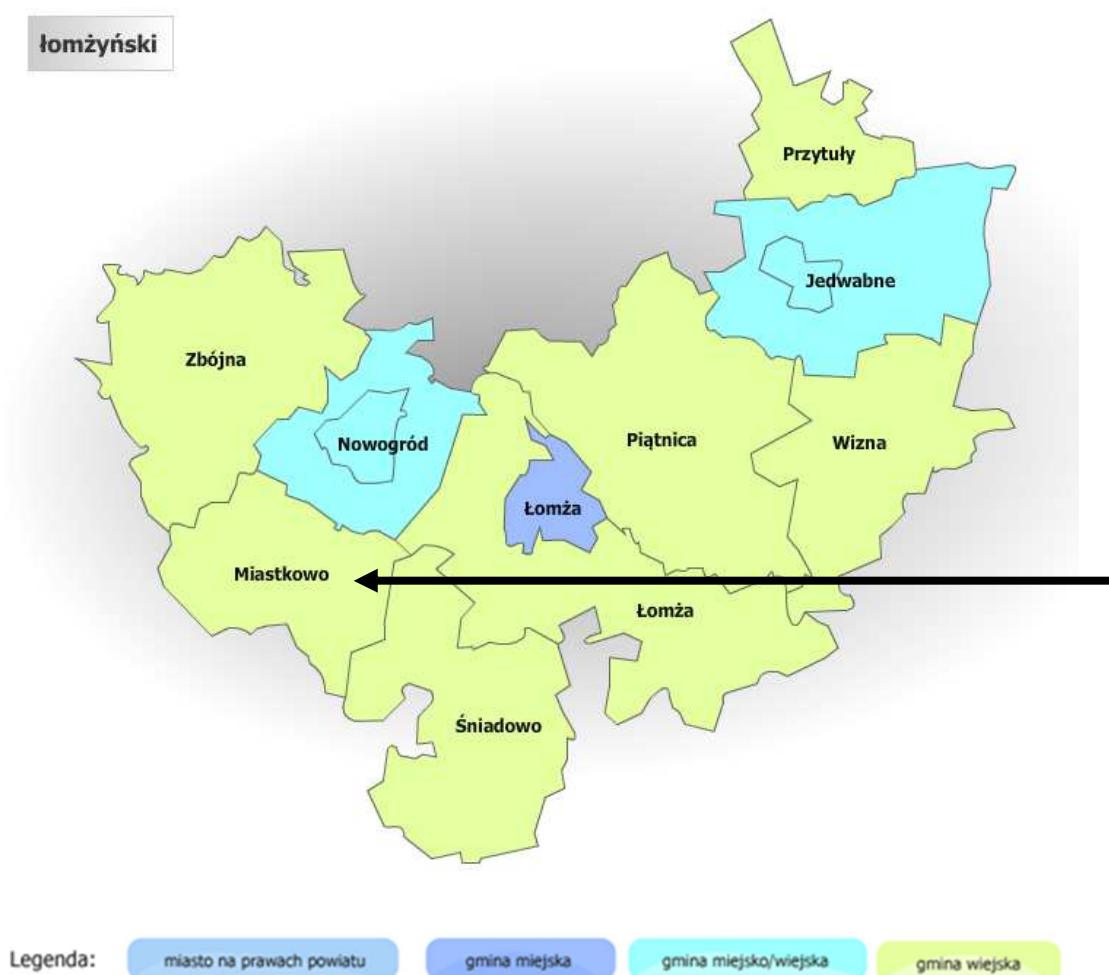 łomżyński
Przytuły
Jedwabne
Zbójna
Nowogród
Piątnica
Wizna
Łomża
Miastkowo
Łomża
Śniadowo
Legenda: miasto na prawach powiatu gmina miejska gmina miejsko/wiejska gmina wiejska